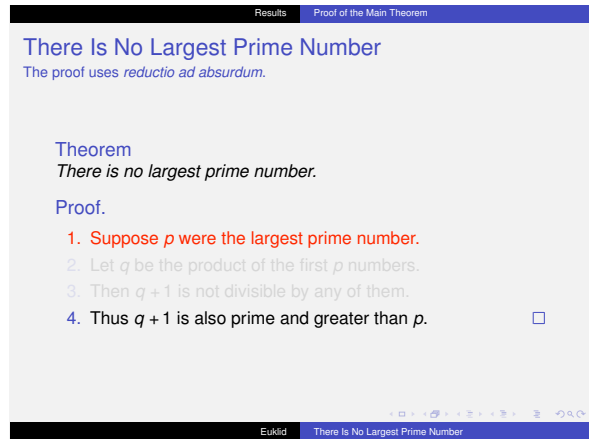 Results Proof of the Main Theorem
There Is No Largest Prime Number
The proof uses reductio ad absurdum.
Theorem
There is no largest prime number.
Proof.
1. Suppose p were the largest prime number.
2. Let q be the product of the first p numbers.
3. Then q + 1 is not divisible by any of them.
4. Thus q + 1 is also prime and greater than p.
Euklid There Is No Largest Prime Number